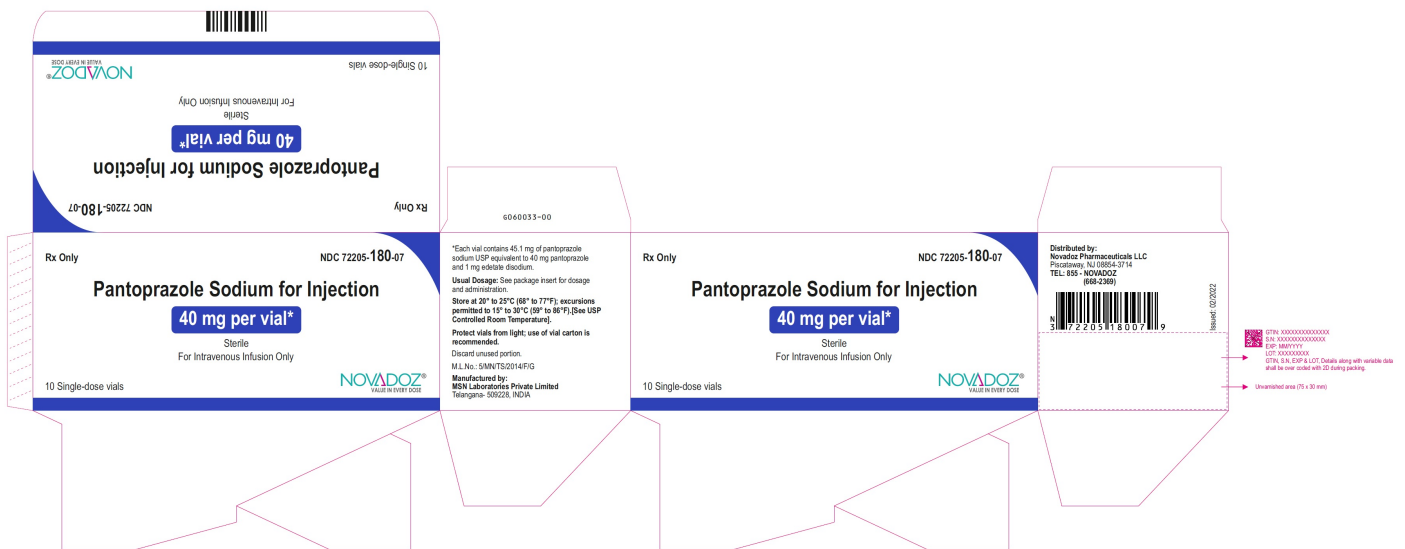 10 Single-dose vials
NOVADOZ®
VALUE IN EVERY DOSE
For Intravenous Infusion Only
Sterile
40 mg per vial*
Pantoprazole Sodium for Injection
Rx Only
NDC 72205-180-07
Rx Only
NDC 72205-180-07
Pantoprazole Sodium for Injection
40 mg per vial*
Sterile
For Intravenous Infusion Only
10 Single-dose vials
NOVADOZ®
VALUE IN EVERY DOSE
G060033-00
*Each vial contains 45.1 mg of pantoprazole
sodium USP equivalent to 40 mg pantoprazole
and 1 mg edetate disodium.
Usual Dosage: See package insert for dosage
and administration.
Store at 20° to 25°C (68° to 77°F); excursions
permitted to 15° to 30°C (59° to 86°F).[See USP
Controlled Room Temperature].
Protect vials from light; use of vial carton is
recommended.
Discard unused portion.
M.L.No.: 5/MN/TS/2014/F/G
Manufactured by:
MSN Laboratories Private Limited
Telangana- 509228, INDIA
Rx Only
NDC 72205-180-07
Pantoprazole Sodium for Injection
40 mg per vial*
Sterile
For Intravenous Infusion Only
10 Single-dose vials
NOVADOZ®
VALUE IN EVERY DOSE
Distributed by:
Novadoz Pharmaceuticals LLC
Piscataway, NJ 08854-3714
TEL: 855 - NOVADOZ
(668-2369)
N
3 72205 18007 9
Issued: 02/2022
GTIN: XXXXXXXXXXXXXX
S.N: XXXXXXXXXXXXXX
EXP: MM/YYYY
LOT: XXXXXXXXX
GTIN, S.N, EXP & LOT, Details along with variable data
shall be over coded with 2D during packing.
Unvarnished area (75 x 30 mm)